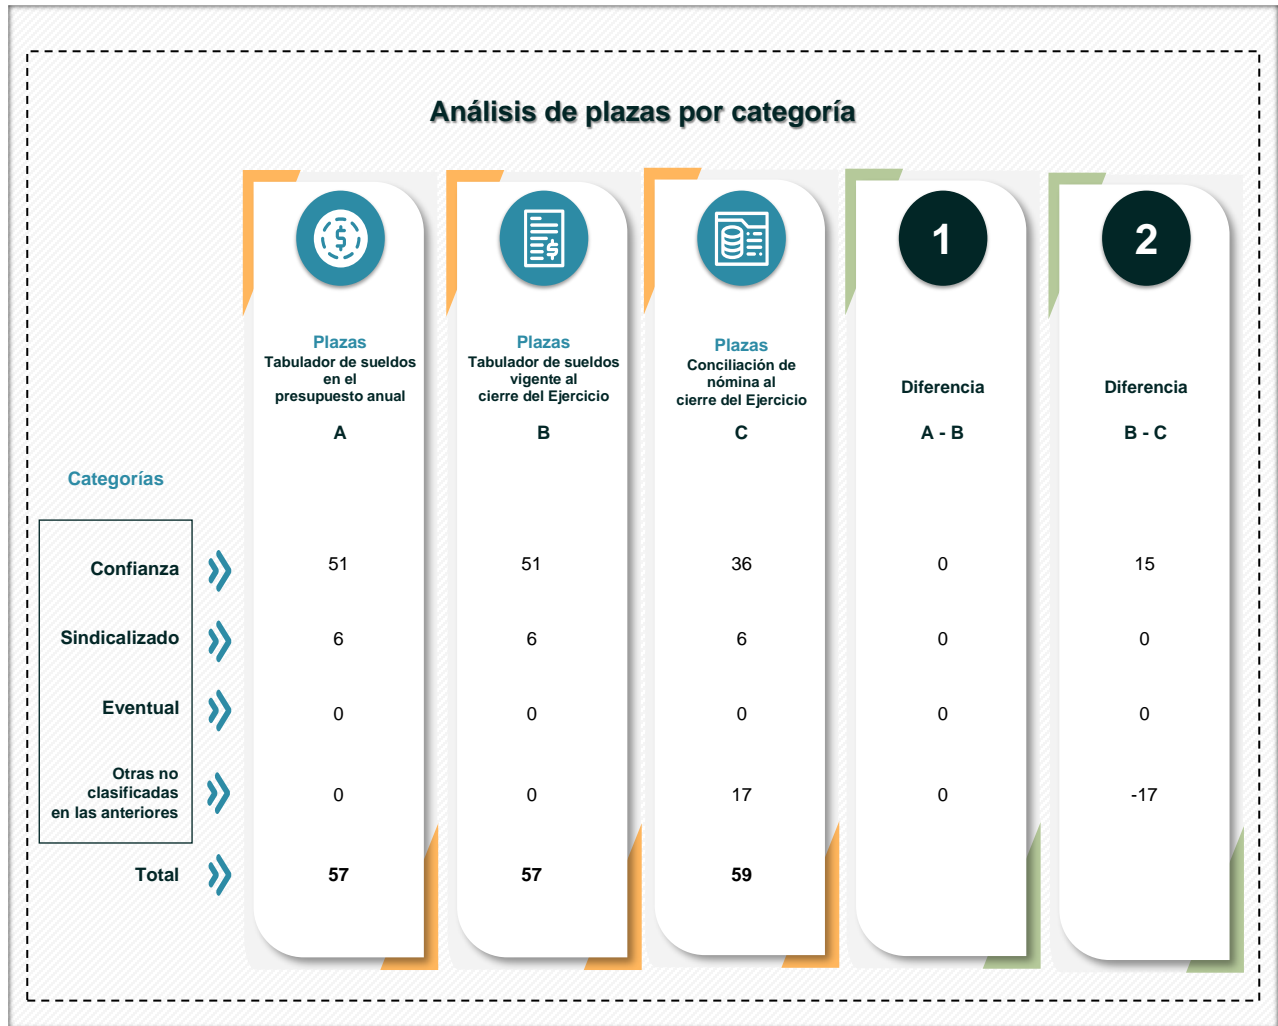 Análisis de plazas por categoría
1
2
Plazas
Tabulador de sueldos
en el
presupuesto anual
A
Plazas
Tabulador de sueldos
vigente al
cierre del Ejercicio
B
Plazas
Conciliación de
nómina al
cierre del Ejercicio
C
Diferencia
A - B
Diferencia
B - C
Categorías
Confianza 51 51 36 0 15
Sindicalizado 6 6 6 0 0
Eventual 0 0 0 0 0
Otras no
clasificadas
en las anteriores
0 0 17 0 -17
Total 57 57 59